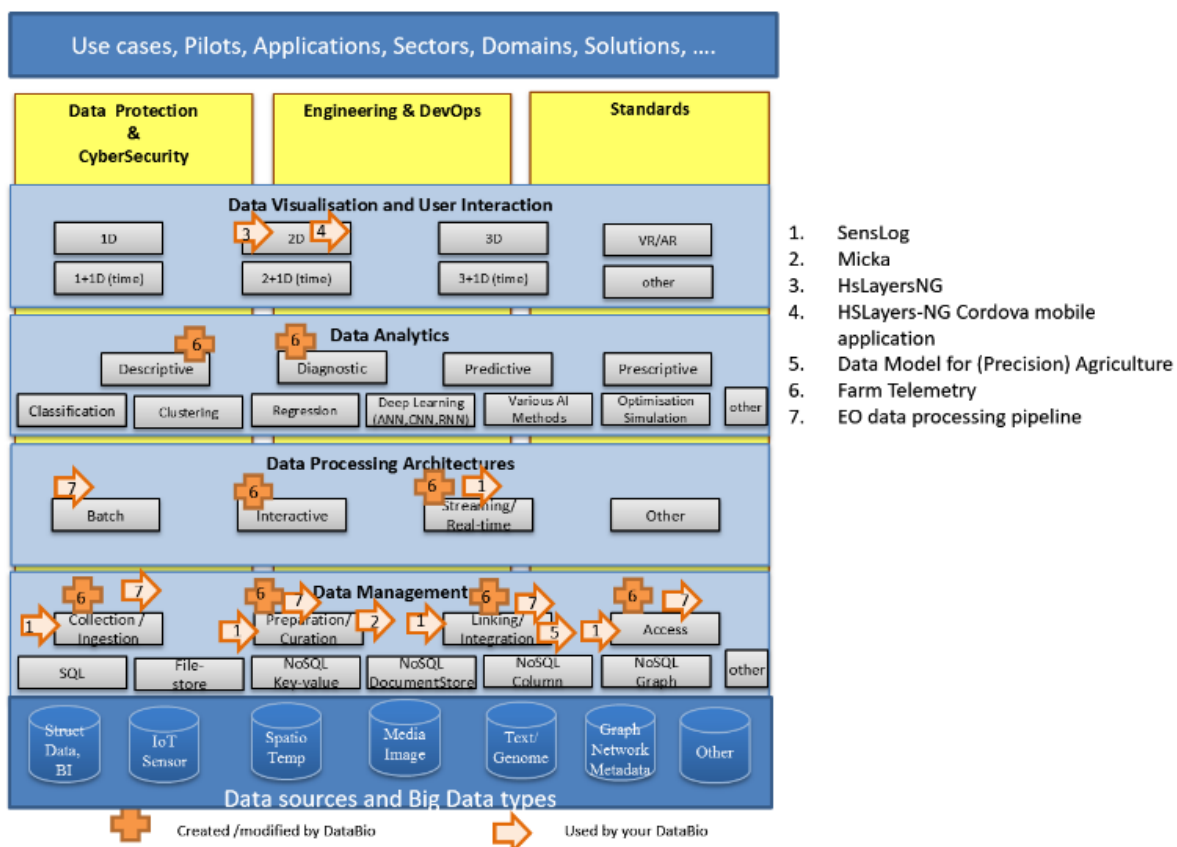 Use cases, Pilots, Applications, Sectors, Domains, Solutions, ....
Data Protection
&
CyberSecurity
Engineering & DevOps
Standards
Data Visualisation and User Interaction
1D
3
2D
4
3D
VR/AR
1+1D (time)
2+1D (time)
3+1D (time)
other
Data Analytics
6
6
Descriptive
Diagnostic
Predictive
Prescriptive
Classification
Clustering
Regression
Deep Learning
(ANN,CNN,RNN)
Various AI
Methods
Optimisation
Simulation
other
Data Processing Architectures
7
6
6
1
Batch
Interactive
Streaming/
Real-time
Other
Data Management
6
7
6
7
6
7
6
7
1
Collection /
Ingestion
1
Preparation/
Curation
2
1
Linking/
Integration
5
1
Access
SQL
File-
store
NoSQL
Key-value
NoSQL
DocumentStore
NoSQL
Column
NoSQL
Graph
other
Struct
Data,
BI
IoT
Sensor
Spatio
Temp
Media
Image
Text/
Genome
Graph
Network
Metadata
Other
Data sources and Big Data types
Created /modified by DataBio
Used by your DataBio
1. SensLog
2. Micka
3. HsLayersNG
4. HSLayers-NG Cordova mobile
application
5. Data Model for (Precision) Agriculture
6. Farm Telemetry
7. EO data processing pipeline